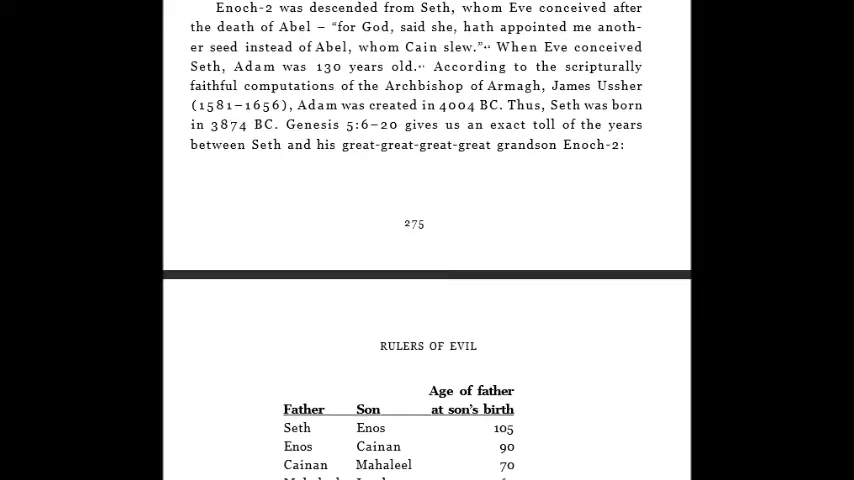 Enoch-2 was descended from Seth, whom Eve conceived after
the death of Abel – “for God, said she, hath appointed me anoth-
er seed instead of Abel, whom Cain slew.” When Eve conceived
Seth, Adam was 130 years old. According to the scripturally
faithful computations of the Archbishop of Armagh, James Ussher
(1581–1656), Adam was created in 4004 BC. Thus, Seth was born
in 3874 BC. Genesis 5:6–20 gives us an exact toll of the years
between Seth and his great-great-great-great grandson Enoch-2:
275
RULERS OF EVIL
Age of father
Father Son at son’s birth
Seth Enos 105
Enos Cainan 90
Cainan Mahaleel 70